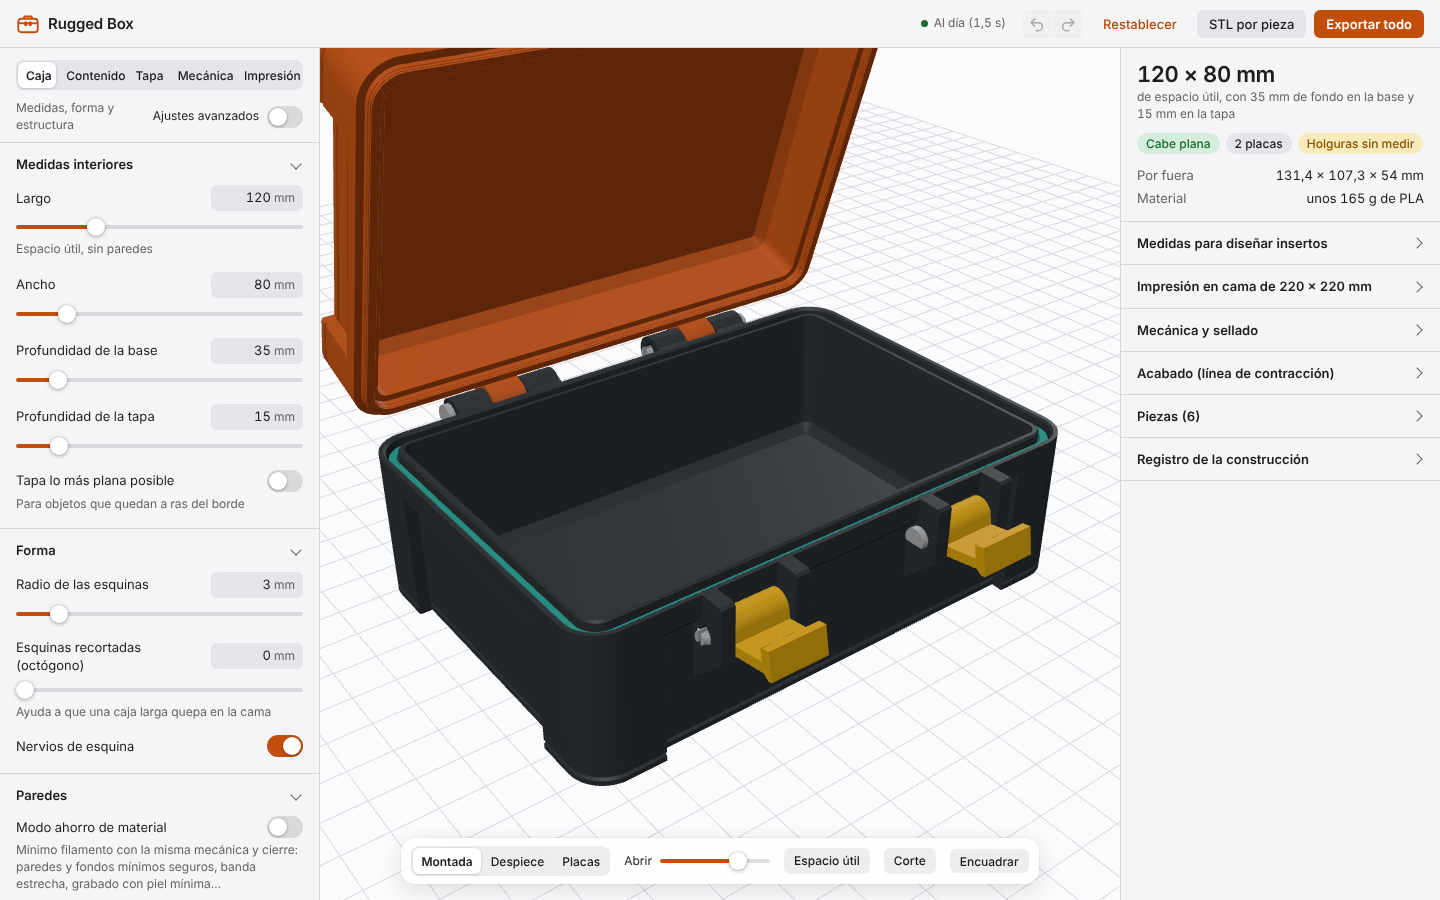 Rugged Box
Al día (1,5 s)
Restablecer
STL por pieza
Exportar todo
Caja
Contenido
Tapa
Mecánica
Impresión
Medidas, forma y
estructura
Ajustes avanzados
Medidas interiores
Largo
120 mm
Espacio útil, sin paredes
Ancho
80 mm
Profundidad de la base
35 mm
Profundidad de la tapa
15 mm
Tapa lo más plana posible
Para objetos que quedan a ras del borde
Forma
Radio de las esquinas
3 mm
Esquinas recortadas
(octógono)
0 mm
Ayuda a que una caja larga quepa en la cama
Nervios de esquina
Paredes
Modo ahorro de material
Mínimo filamento con la misma mecánica y cierre:
paredes y fondos mínimos seguros, banda
estrecha, grabado con piel mínima...
Montada
Despiece
Placas
Abrir
Espacio útil
Corte
Encuadrar
120 × 80 mm
de espacio útil, con 35 mm de fondo en la base y
15 mm en la tapa
Cabe plana
2 placas
Holguras sin medir
Por fuera
131,4 × 107,3 × 54 mm
Material
unos 165 g de PLA
Medidas para diseñar insertos
Impresión en cama de 220 × 220 mm
Mecánica y sellado
Acabado (línea de contracción)
Piezas (6)
Registro de la construcción